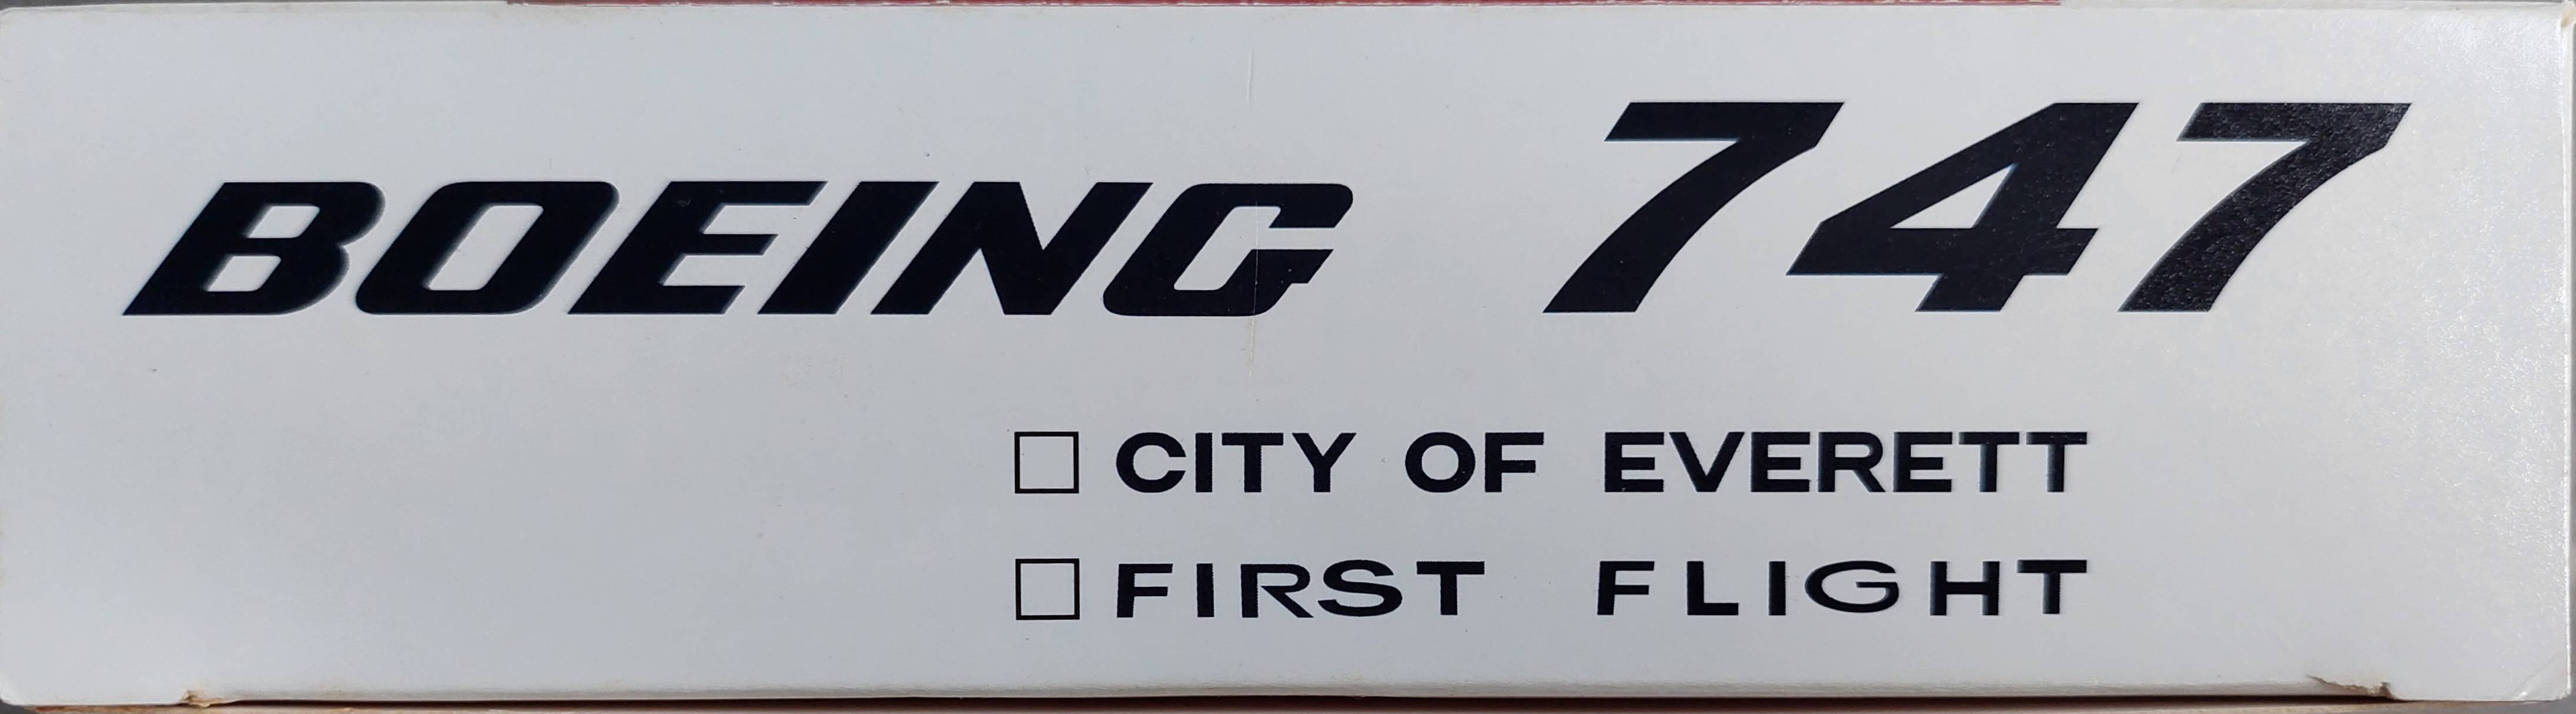 BOEING 747
☐ CITY OF EVERETT
☐ FIRST FLIGHT